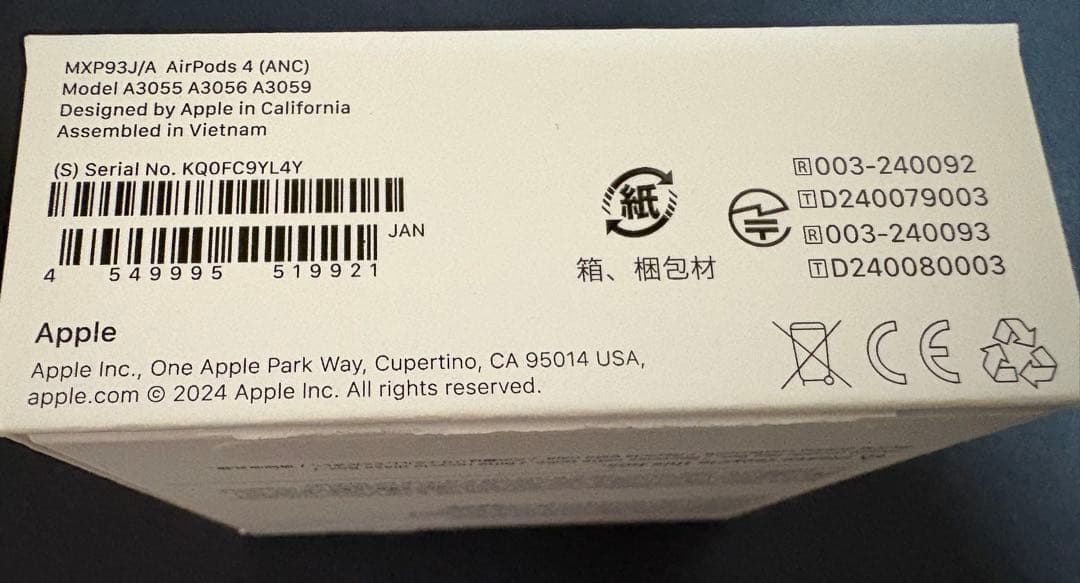 MXP93J/A AirPods 4 (ANC)
Model A3055 A3056 A3059
Designed by Apple in California
Assembled in Vietnam
(S) Serial No. KQ0FC9YL4Y
JAN
4 549995 519921
紙
箱、梱包材
R003-240092
TD240079003
R003-240093
TD240080003
Apple
Apple Inc., One Apple Park Way, Cupertino, CA 95014 USA,
apple.com © 2024 Apple Inc. All rights reserved.
CE